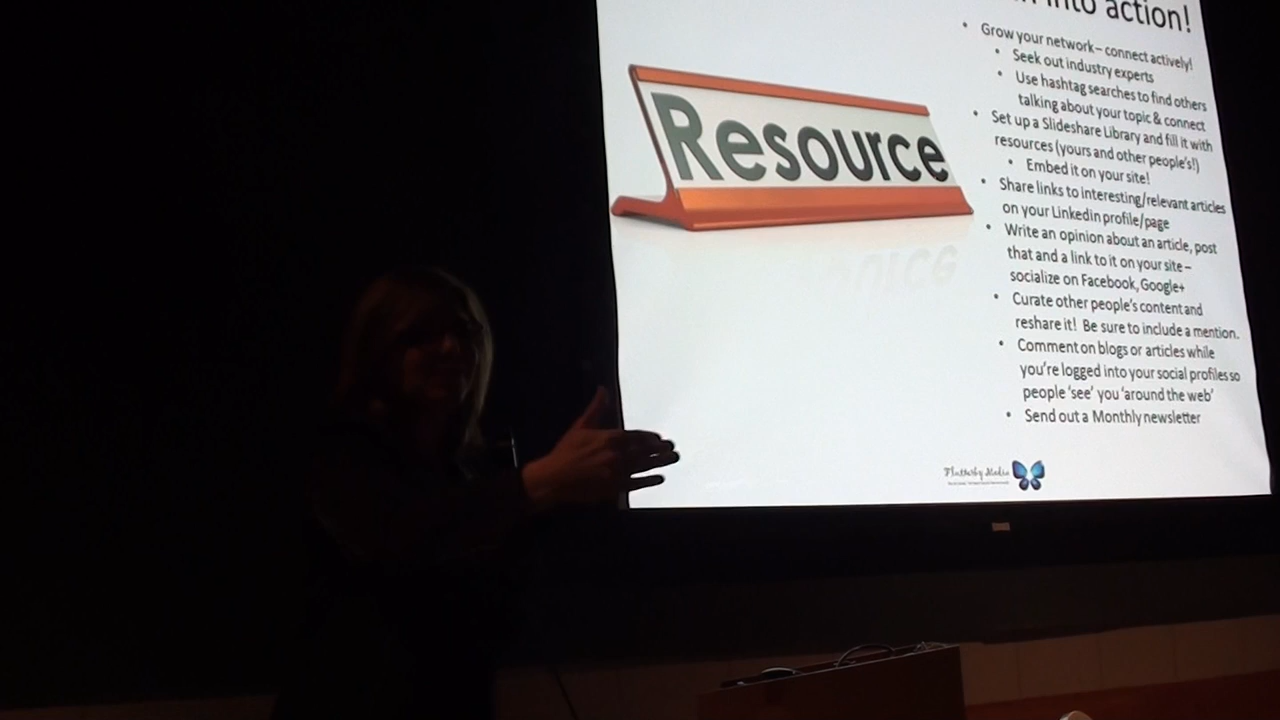 into action!
Resource
• Grow your network – connect actively!
• Seek out industry experts
• Use hashtag searches to find others
talking about your topic & connect
• Set up a Slideshare Library and fill it with
resources (yours and other people's!)
• Embed it on your site!
• Share links to interesting/relevant articles
on your Linkedin profile/page
• Write an opinion about an article, post
that and a link to it on your site –
socialize on Facebook, Google+
• Curate other people's content and
reshare it! Be sure to include a mention.
• Comment on blogs or articles while
you're logged into your social profiles so
people 'see' you 'around the web'
• Send out a Monthly newsletter
Flutterby Media